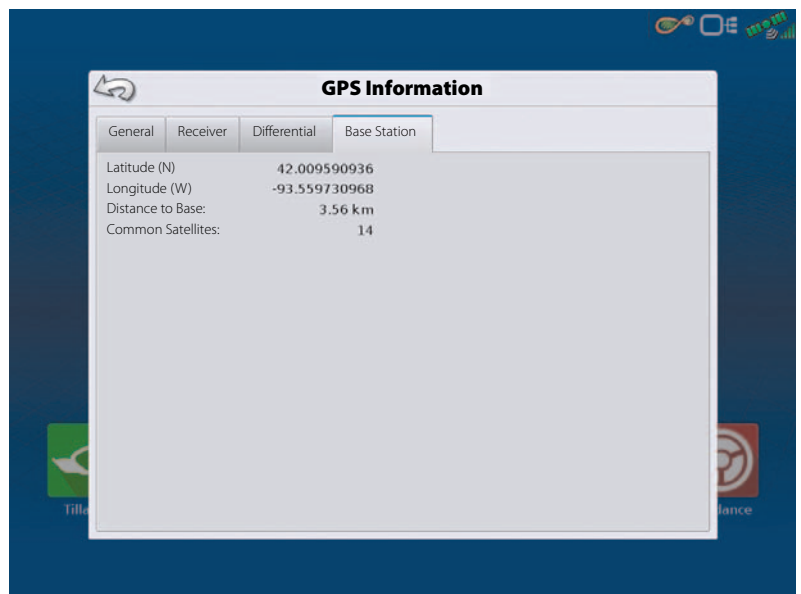 GPS Information
General Receiver Differential Base Station
Latitude (N) 42.009590936
Longitude (W) -93.559730968
Distance to Base: 3.56 km
Common Satellites: 14